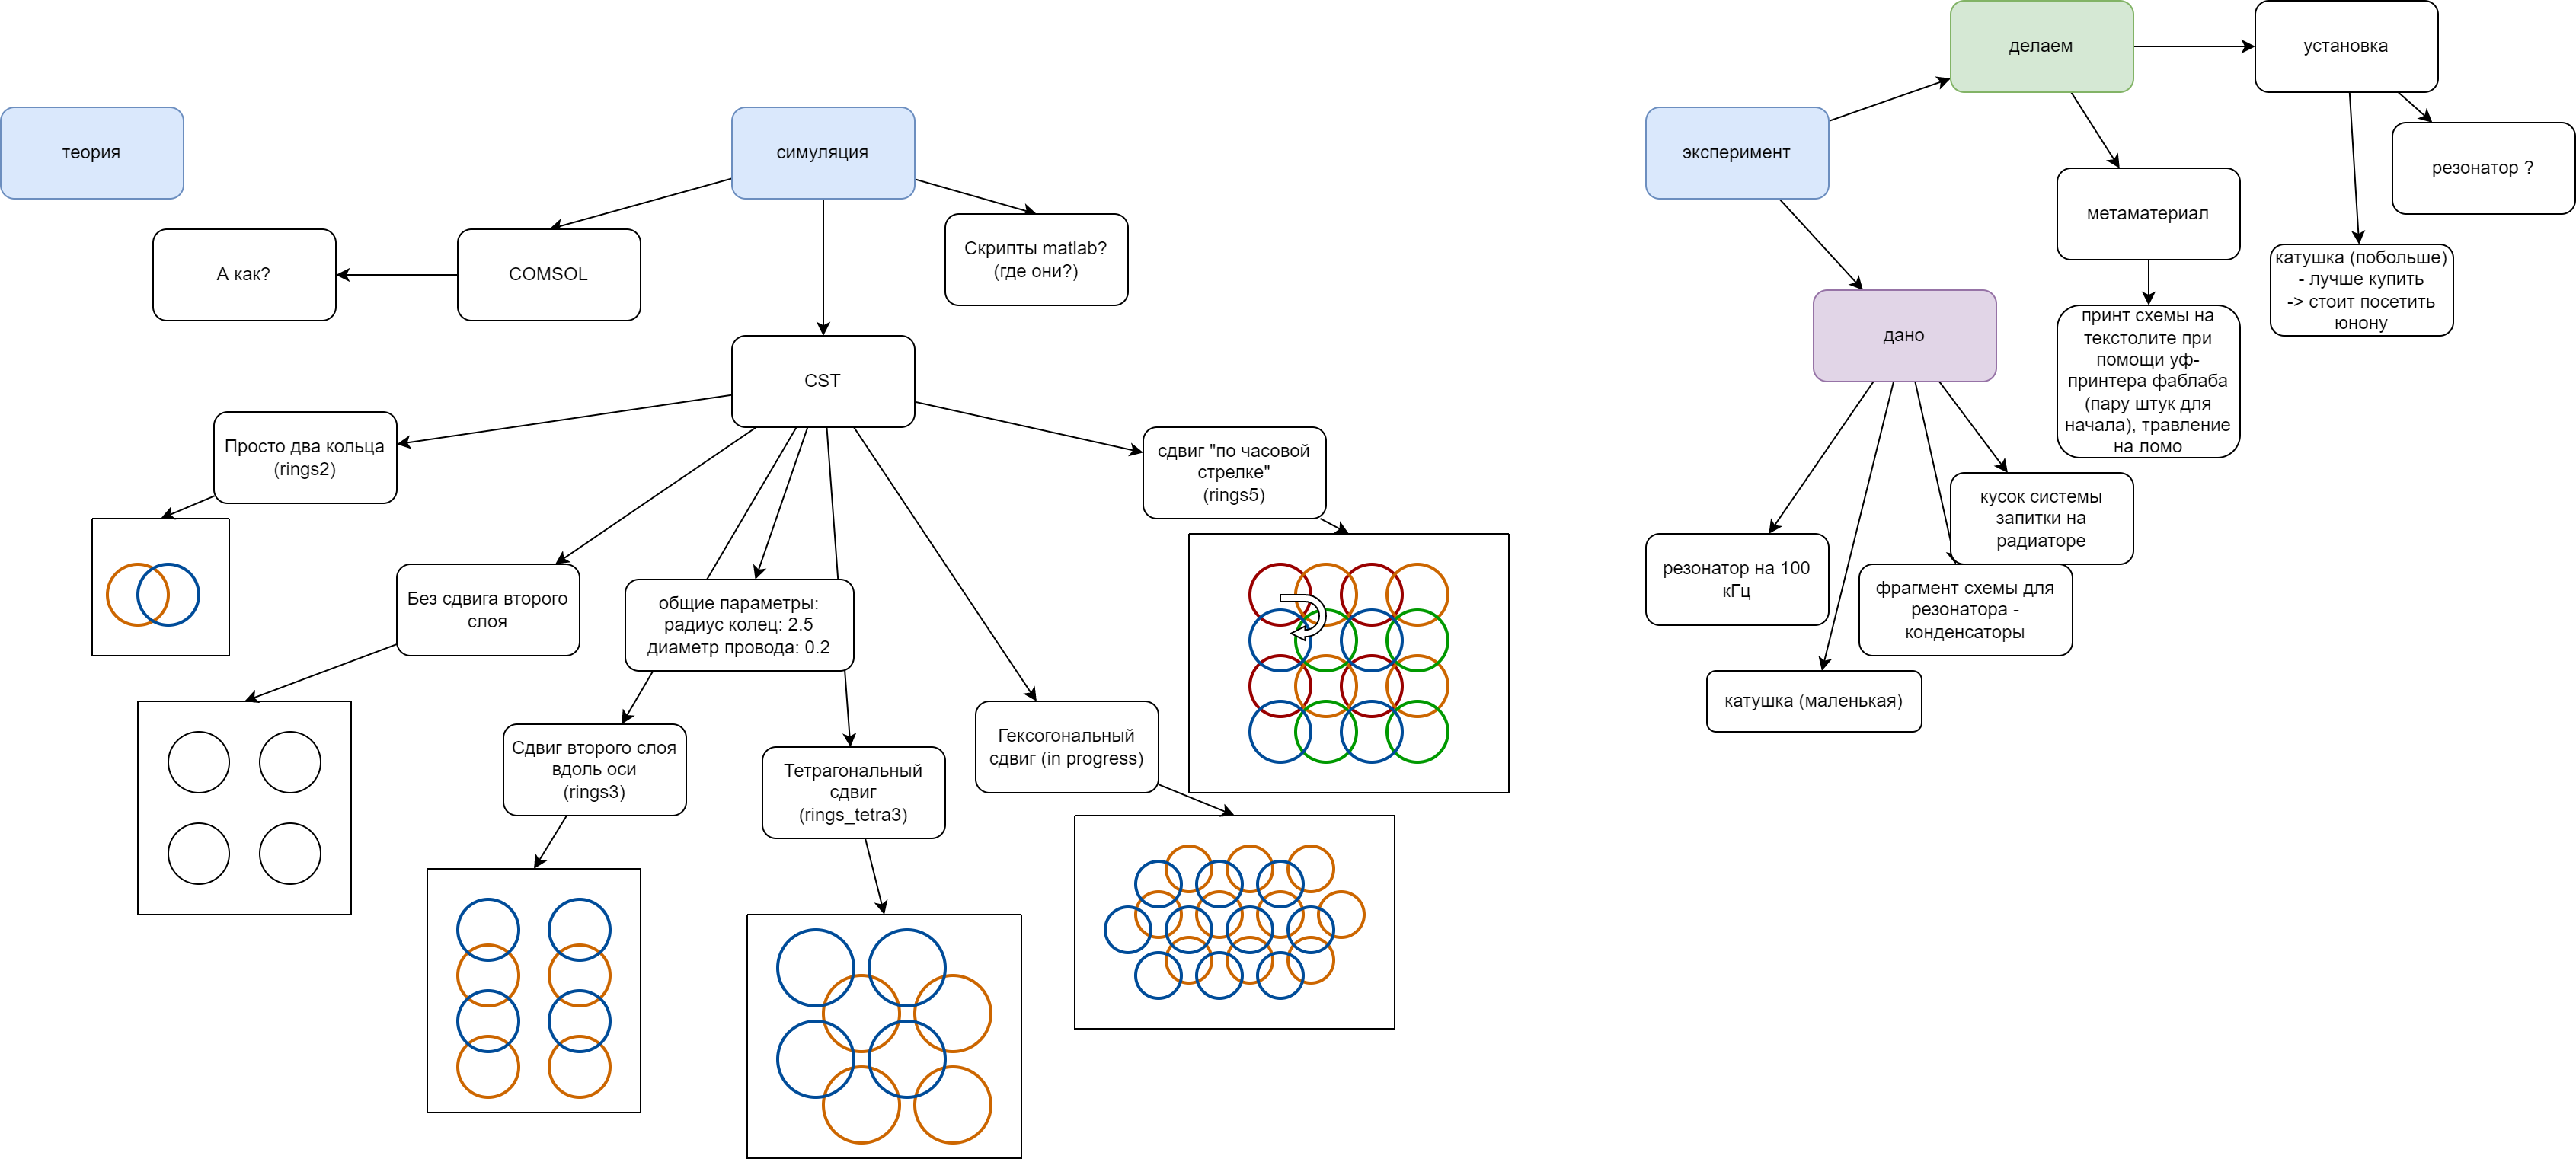 теория
симуляция
А как?
COMSOL
Скрипты matlab?
(где они?)
CST
Просто два кольца
(rings2)
Без сдвига второго
слоя
общие параметры:
радиус колец: 2.5
диаметр провода: 0.2
Сдвиг второго слоя
вдоль оси
(rings3)
Тетрагональный
сдвиг
(rings_tetra3)
Гексогональный
сдвиг (in progress)
сдвиг "по часовой
стрелке"
(rings5)
эксперимент
делаем
установка
резонатор ?
катушка (побольше)
- лучше купить
-> стоит посетить
юнону
метаматериал
принт схемы на
текстолите при
помощи уф-
принтера фаблаба
(пару штук для
начала), травление
на ломо
дано
кусок системы
запитки на
радиаторе
резонатор на 100
кГц
фрагмент схемы для
резонатора -
конденсаторы
катушка (маленькая)